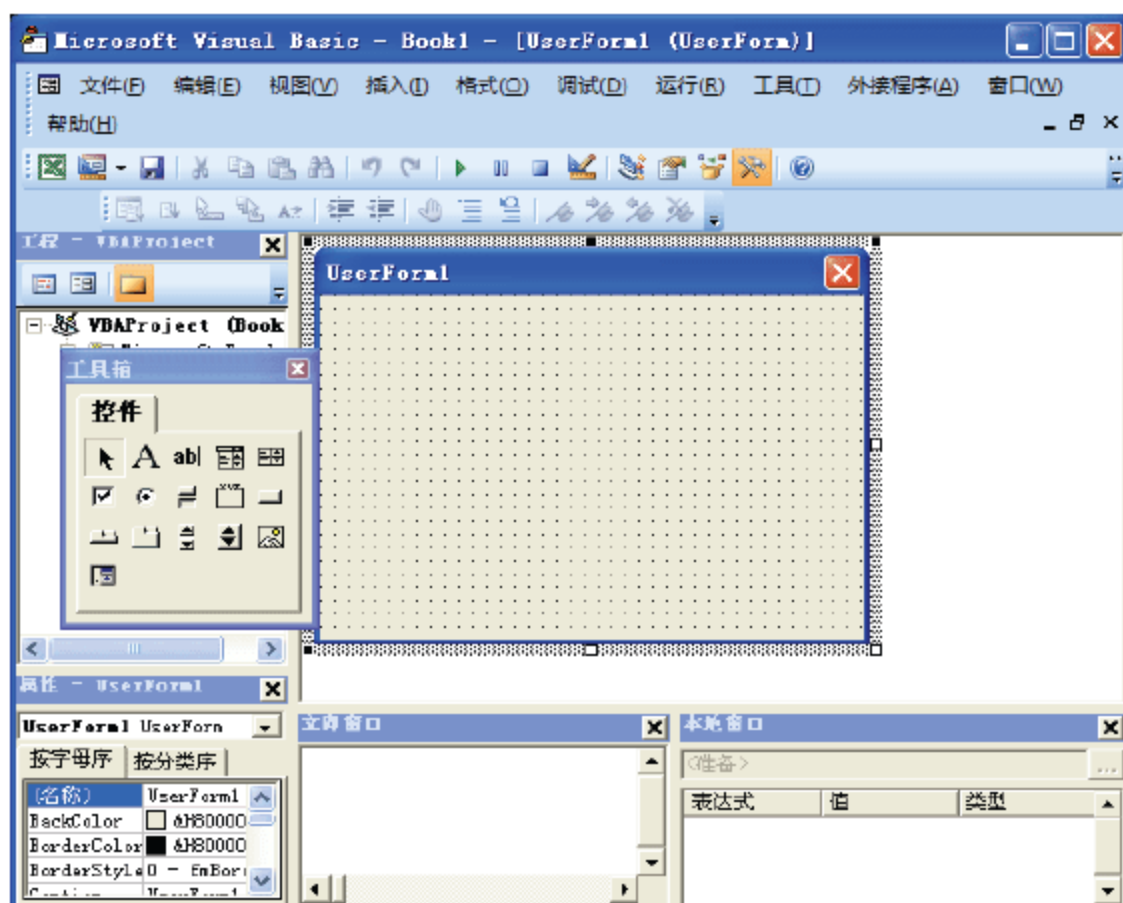 Microsoft Visual Basic - Book1 - [UserForm1 (UserForm)]
文件(F) 编辑(E) 视图(V) 插入(I) 格式(O) 调试(D) 运行(R) 工具(T) 外接程序(A) 窗口(W)
帮助(H)
工程 - VBAProject
VBAProject (Book
UserForm1
工具箱
控件
A ab|
xyz
属性 - UserForm1
UserForm1 UserForm
按字母序 按分类序
(名称) UserForm1
BackColor &H80000
BorderColor &H80000
BorderStyle 0 - fmBor
Caption UserForm1
立即窗口
本地窗口
<准备>
...
表达式 值 类型